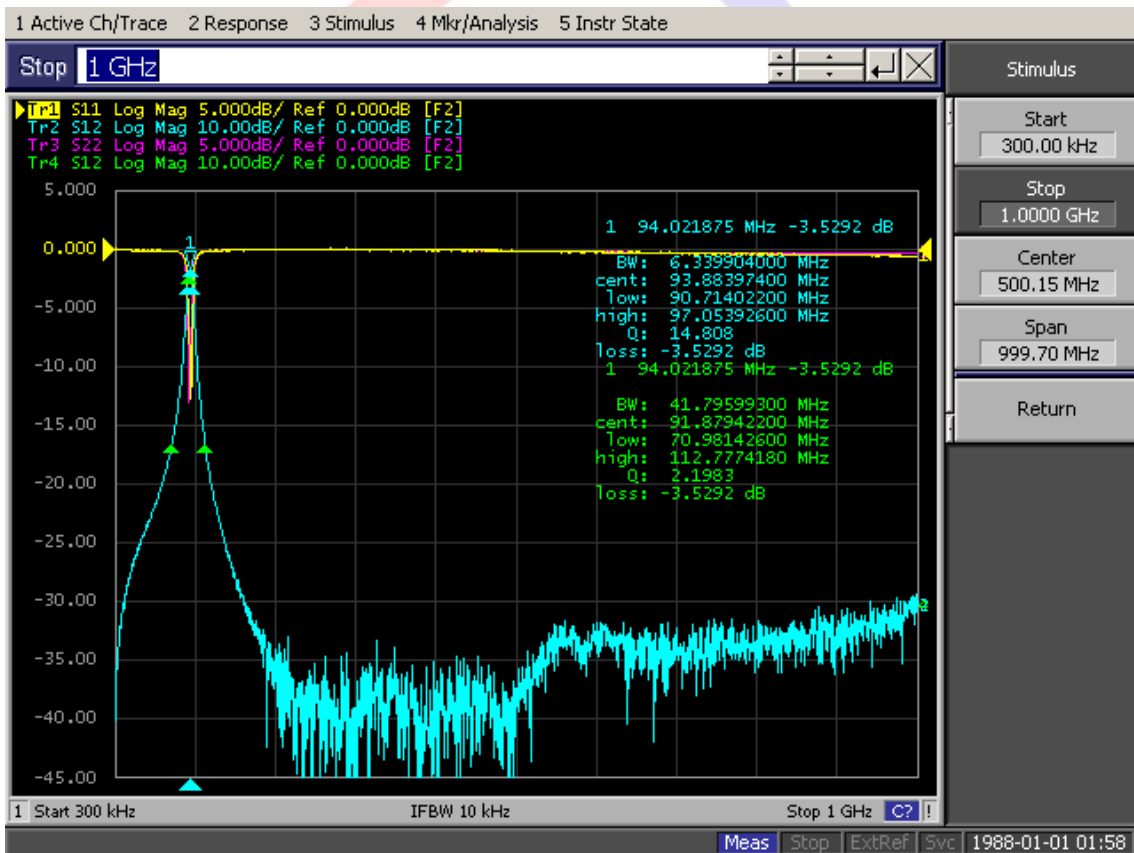 1 Active Ch/Trace 2 Response 3 Stimulus 4 Mkr/Analysis 5 Instr State
Stop 1 GHz
Stimulus
Start
300.00 kHz
Stop
1.0000 GHz
Center
500.15 MHz
Span
999.70 MHz
Return
Tr1 S11 Log Mag 5.000dB/ Ref 0.000dB [F2]
Tr2 S12 Log Mag 10.00dB/ Ref 0.000dB [F2]
Tr3 S22 Log Mag 5.000dB/ Ref 0.000dB [F2]
Tr4 S12 Log Mag 10.00dB/ Ref 0.000dB [F2]
5.000
0.000
-5.000
-10.00
-15.00
-20.00
-25.00
-30.00
-35.00
-40.00
-45.00
1
1 94.021875 MHz -3.5292 dB
BW: 6.339904000 MHz
cent: 93.88397400 MHz
low: 90.71402200 MHz
high: 97.05392600 MHz
Q: 14.808
loss: -3.5292 dB
1 94.021875 MHz -3.5292 dB
BW: 41.79599300 MHz
cent: 91.87942200 MHz
low: 70.98142600 MHz
high: 112.7774180 MHz
Q: 2.1983
loss: -3.5292 dB
1 Start 300 kHz IFBW 10 kHz Stop 1 GHz C? !
Meas Stop ExtRef Svc 1988-01-01 01:58